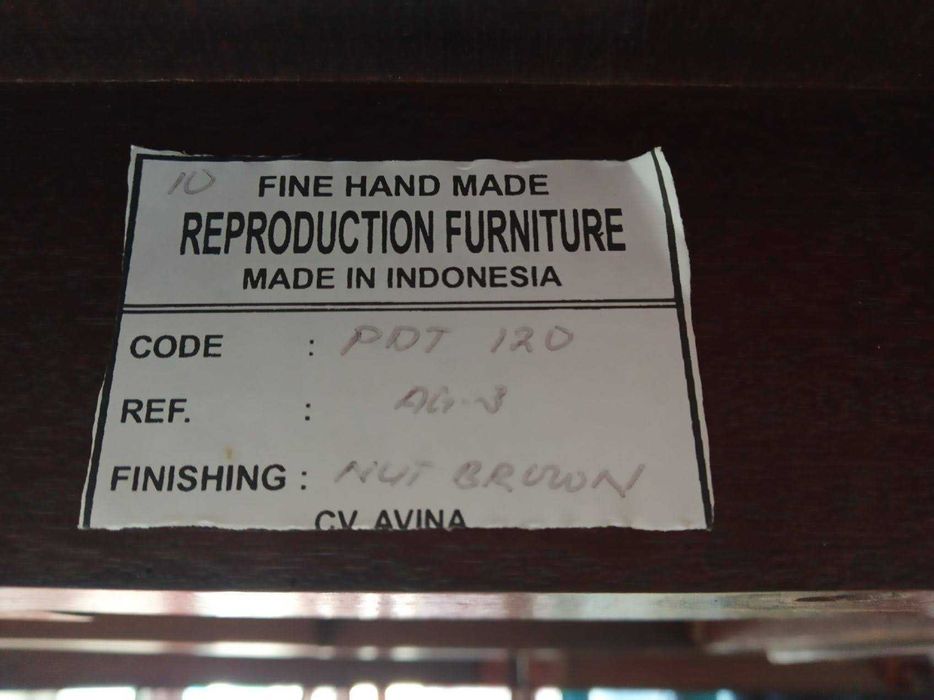 10 FINE HAND MADE
REPRODUCTION FURNITURE
MADE IN INDONESIA
CODE : PDT 120
REF. : AG-3
FINISHING : NUT BROWN
CV. AVINA